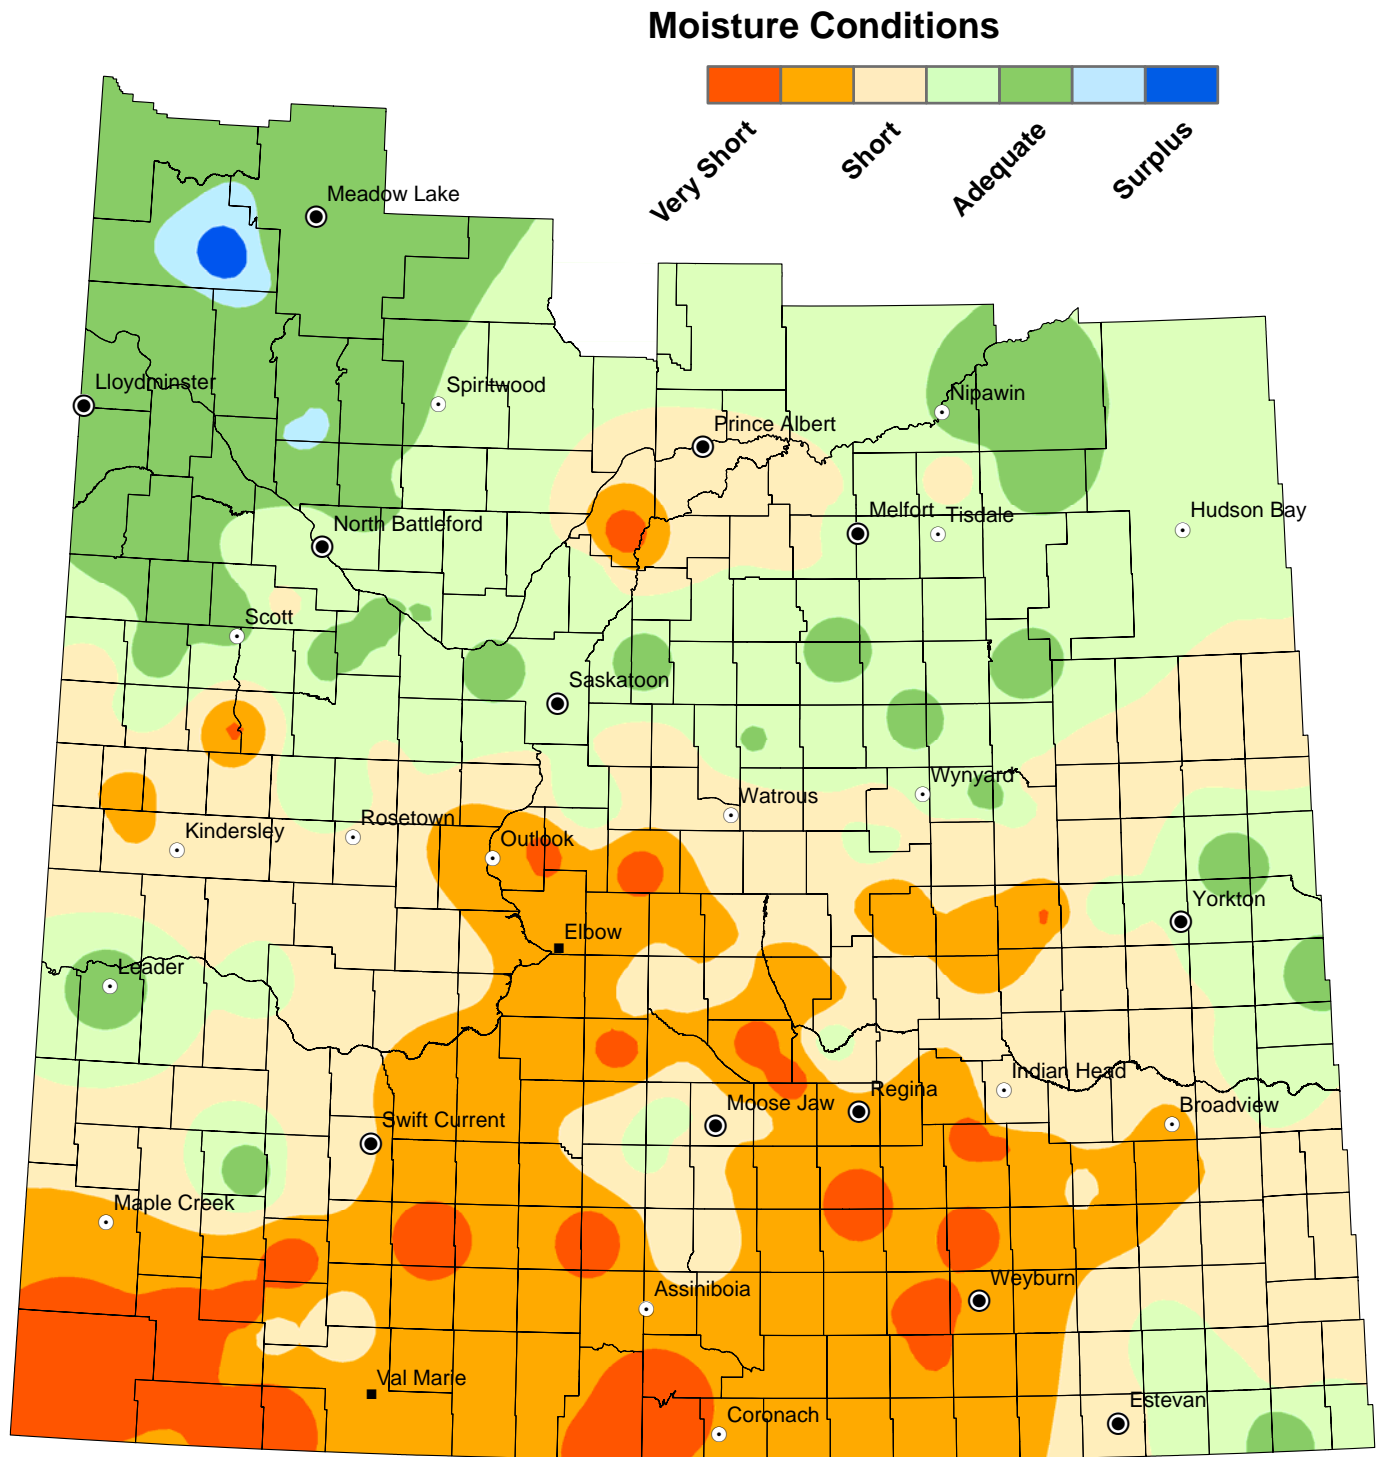 Moisture Conditions
Very Short
Short
Adequate
Surplus
Meadow Lake
Lloydminster
Spiritwood
Nipawin
Prince Albert
North Battleford
Melfort
Tisdale
Hudson Bay
Scott
Saskatoon
Wynyard
Watrous
Rosetown
Kindersley
Outlook
Yorkton
Elbow
Leader
Indian Head
Regina
Moose Jaw
Broadview
Swift Current
Maple Creek
Weyburn
Assiniboia
Val Marie
Estevan
Coronach